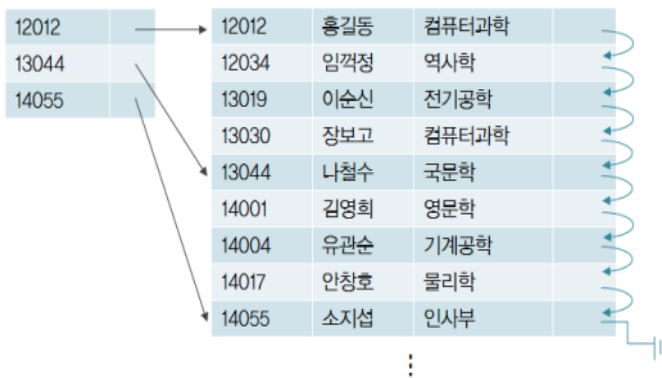 12012 12012 홍길동 컴퓨터과학
13044 12034 임꺽정 역사학
14055 13019 이순신 전기공학
13030 장보고 컴퓨터과학
13044 나철수 국문학
14001 김영희 영문학
14004 유관순 기계공학
14017 안창호 물리학
14055 소지섭 인사부
⋮